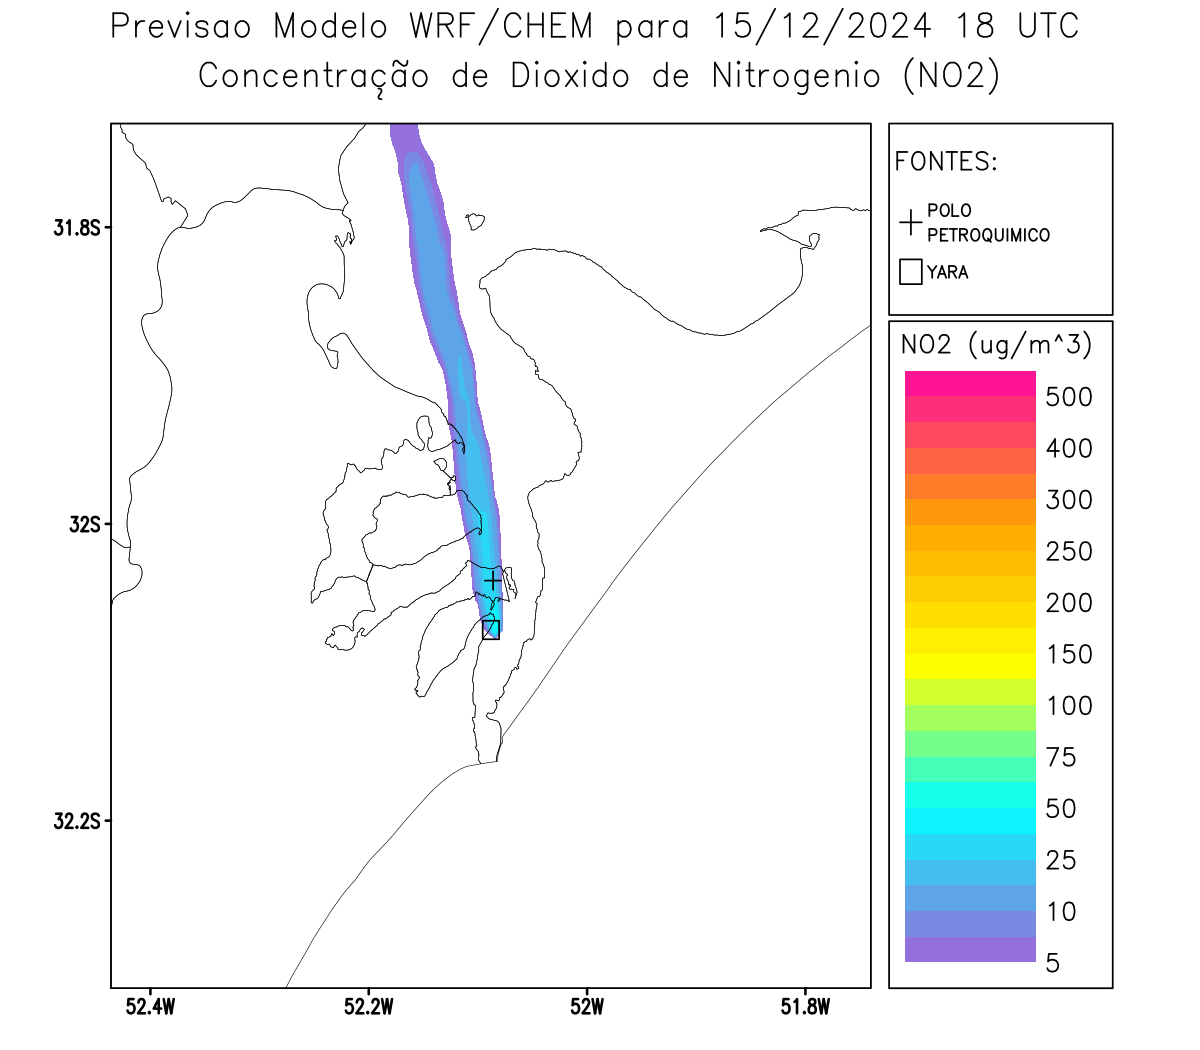 Previsao Modelo WRF/CHEM para 15/12/2024 18 UTC
Concentração de Dioxido de Nitrogenio (NO2)
FONTES:
POLO
PETROQUIMICO
YARA
NO2 (ug/m^3)
500
400
300
250
200
150
100
75
50
25
10
5
31.8S
32S
32.2S
52.4W
52.2W
52W
51.8W